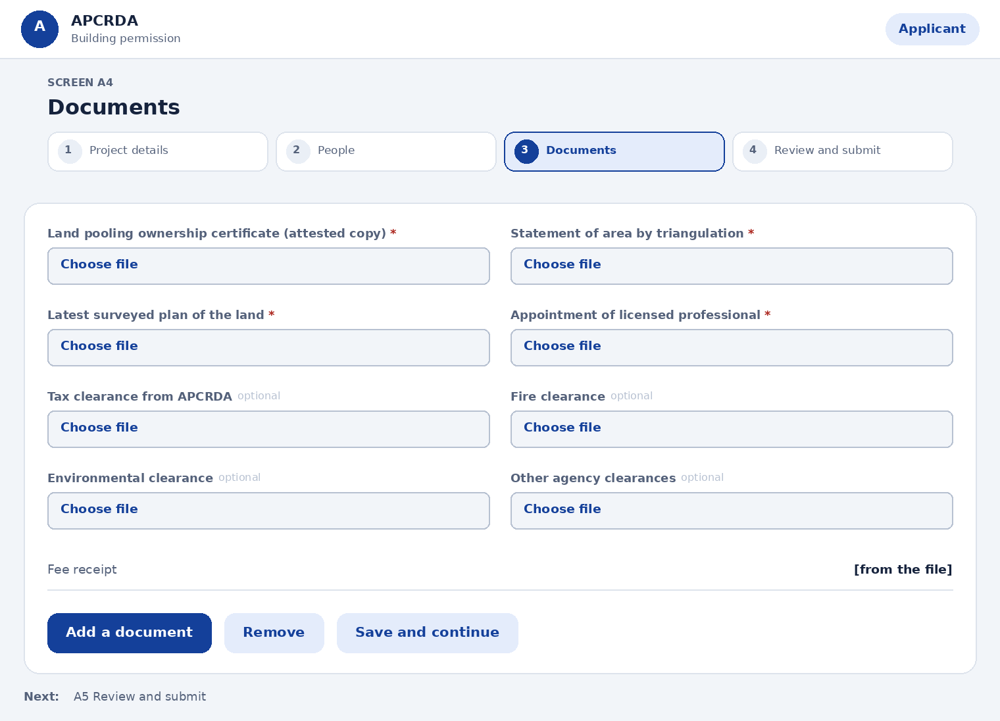 A
APCRDA
Building permission
Applicant
SCREEN A4
Documents
1 Project details
2 People
3 Documents
4 Review and submit
Land pooling ownership certificate (attested copy) *
Statement of area by triangulation *
Choose file
Choose file
Latest surveyed plan of the land *
Appointment of licensed professional *
Choose file
Choose file
Tax clearance from APCRDA optional
Fire clearance optional
Choose file
Choose file
Environmental clearance optional
Other agency clearances optional
Choose file
Choose file
Fee receipt
[from the file]
Add a document
Remove
Save and continue
Next: A5 Review and submit